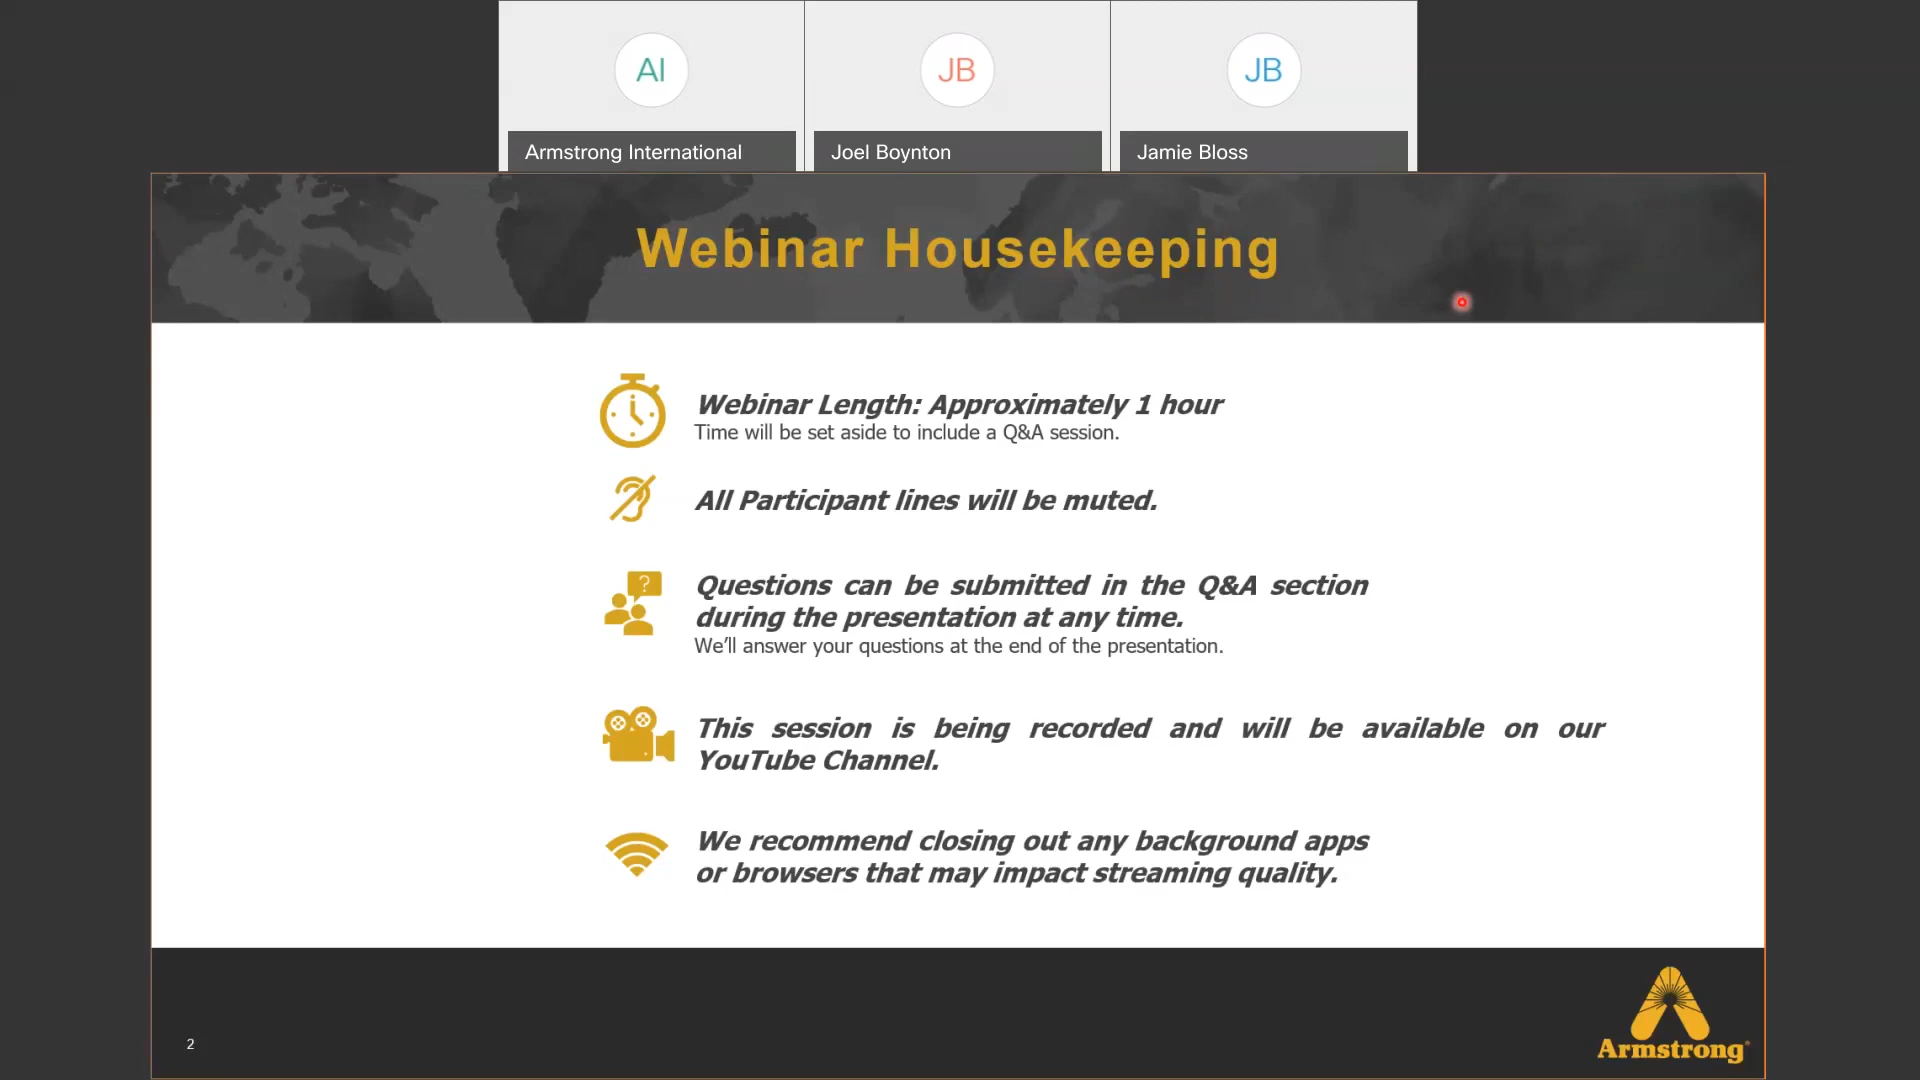 AI
JB
JB
Armstrong International
Joel Boynton
Jamie Bloss
Webinar Housekeeping
Webinar Length: Approximately 1 hour
Time will be set aside to include a Q&A session.
All Participant lines will be muted.
?
Questions can be submitted in the Q&A section
during the presentation at any time.
We’ll answer your questions at the end of the presentation.
This session is being recorded and will be available on our
YouTube Channel.
We recommend closing out any background apps
or browsers that may impact streaming quality.
2
Armstrong®